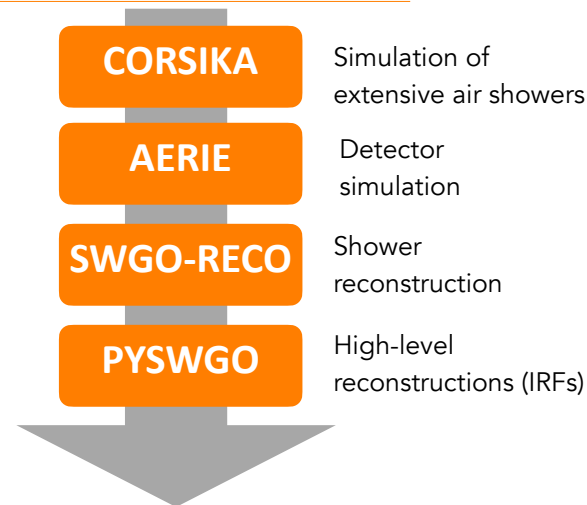 CORSIKA
Simulation of
extensive air showers
AERIE
Detector
simulation
SWGO-RECO
Shower
reconstruction
PYSWGO
High-level
reconstructions (IRFs)